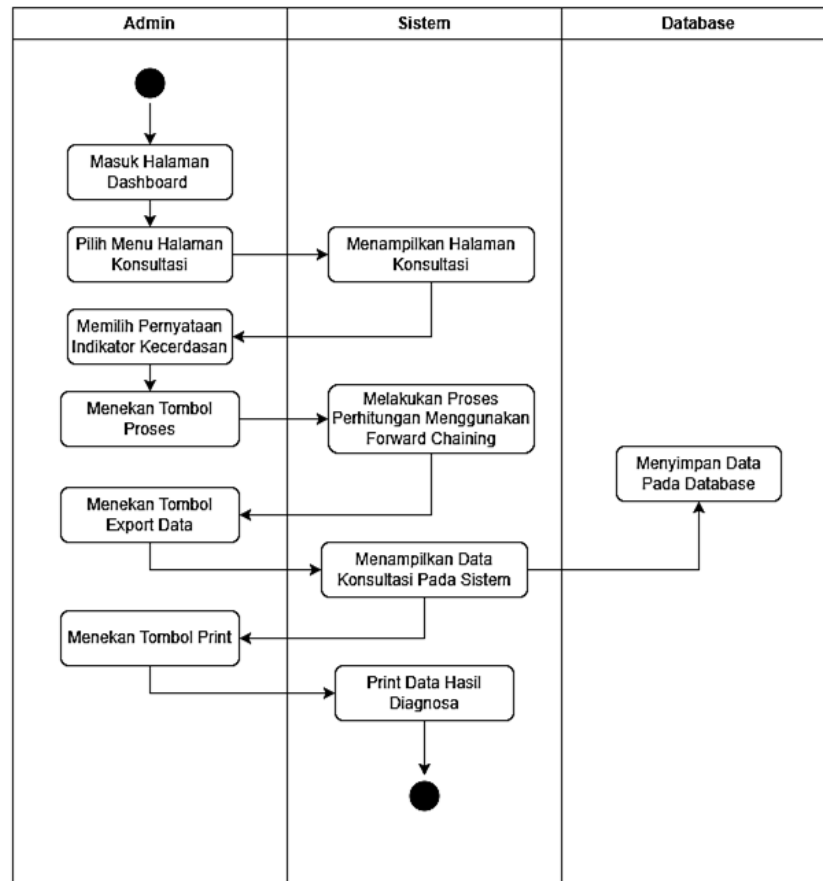 Admin
Sistem
Database
Masuk Halaman
Dashboard
Pilih Menu Halaman
Konsultasi
Menampilkan Halaman
Konsultasi
Memilih Pernyataan
Indikator Kecerdasan
Menekan Tombol
Proses
Melakukan Proses
Perhitungan Menggunakan
Forward Chaining
Menyimpan Data
Pada Database
Menekan Tombol
Export Data
Menampilkan Data
Konsultasi Pada Sistem
Menekan Tombol Print
Print Data Hasil
Diagnosa